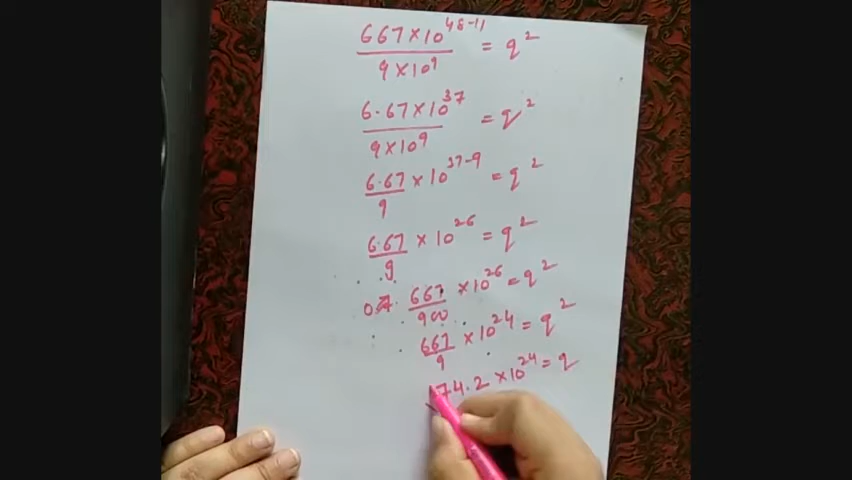 667×10^48-11 / 9×10^9 = q^2
6.67×10^37 / 9×10^9 = q^2
6.67/9 ×10^37-9 = q^2
6.67/9 ×10^26 = q^2
667/900 ×10^26 = q^2
667/9 ×10^24 = q^2
74.2 ×10^24 = q